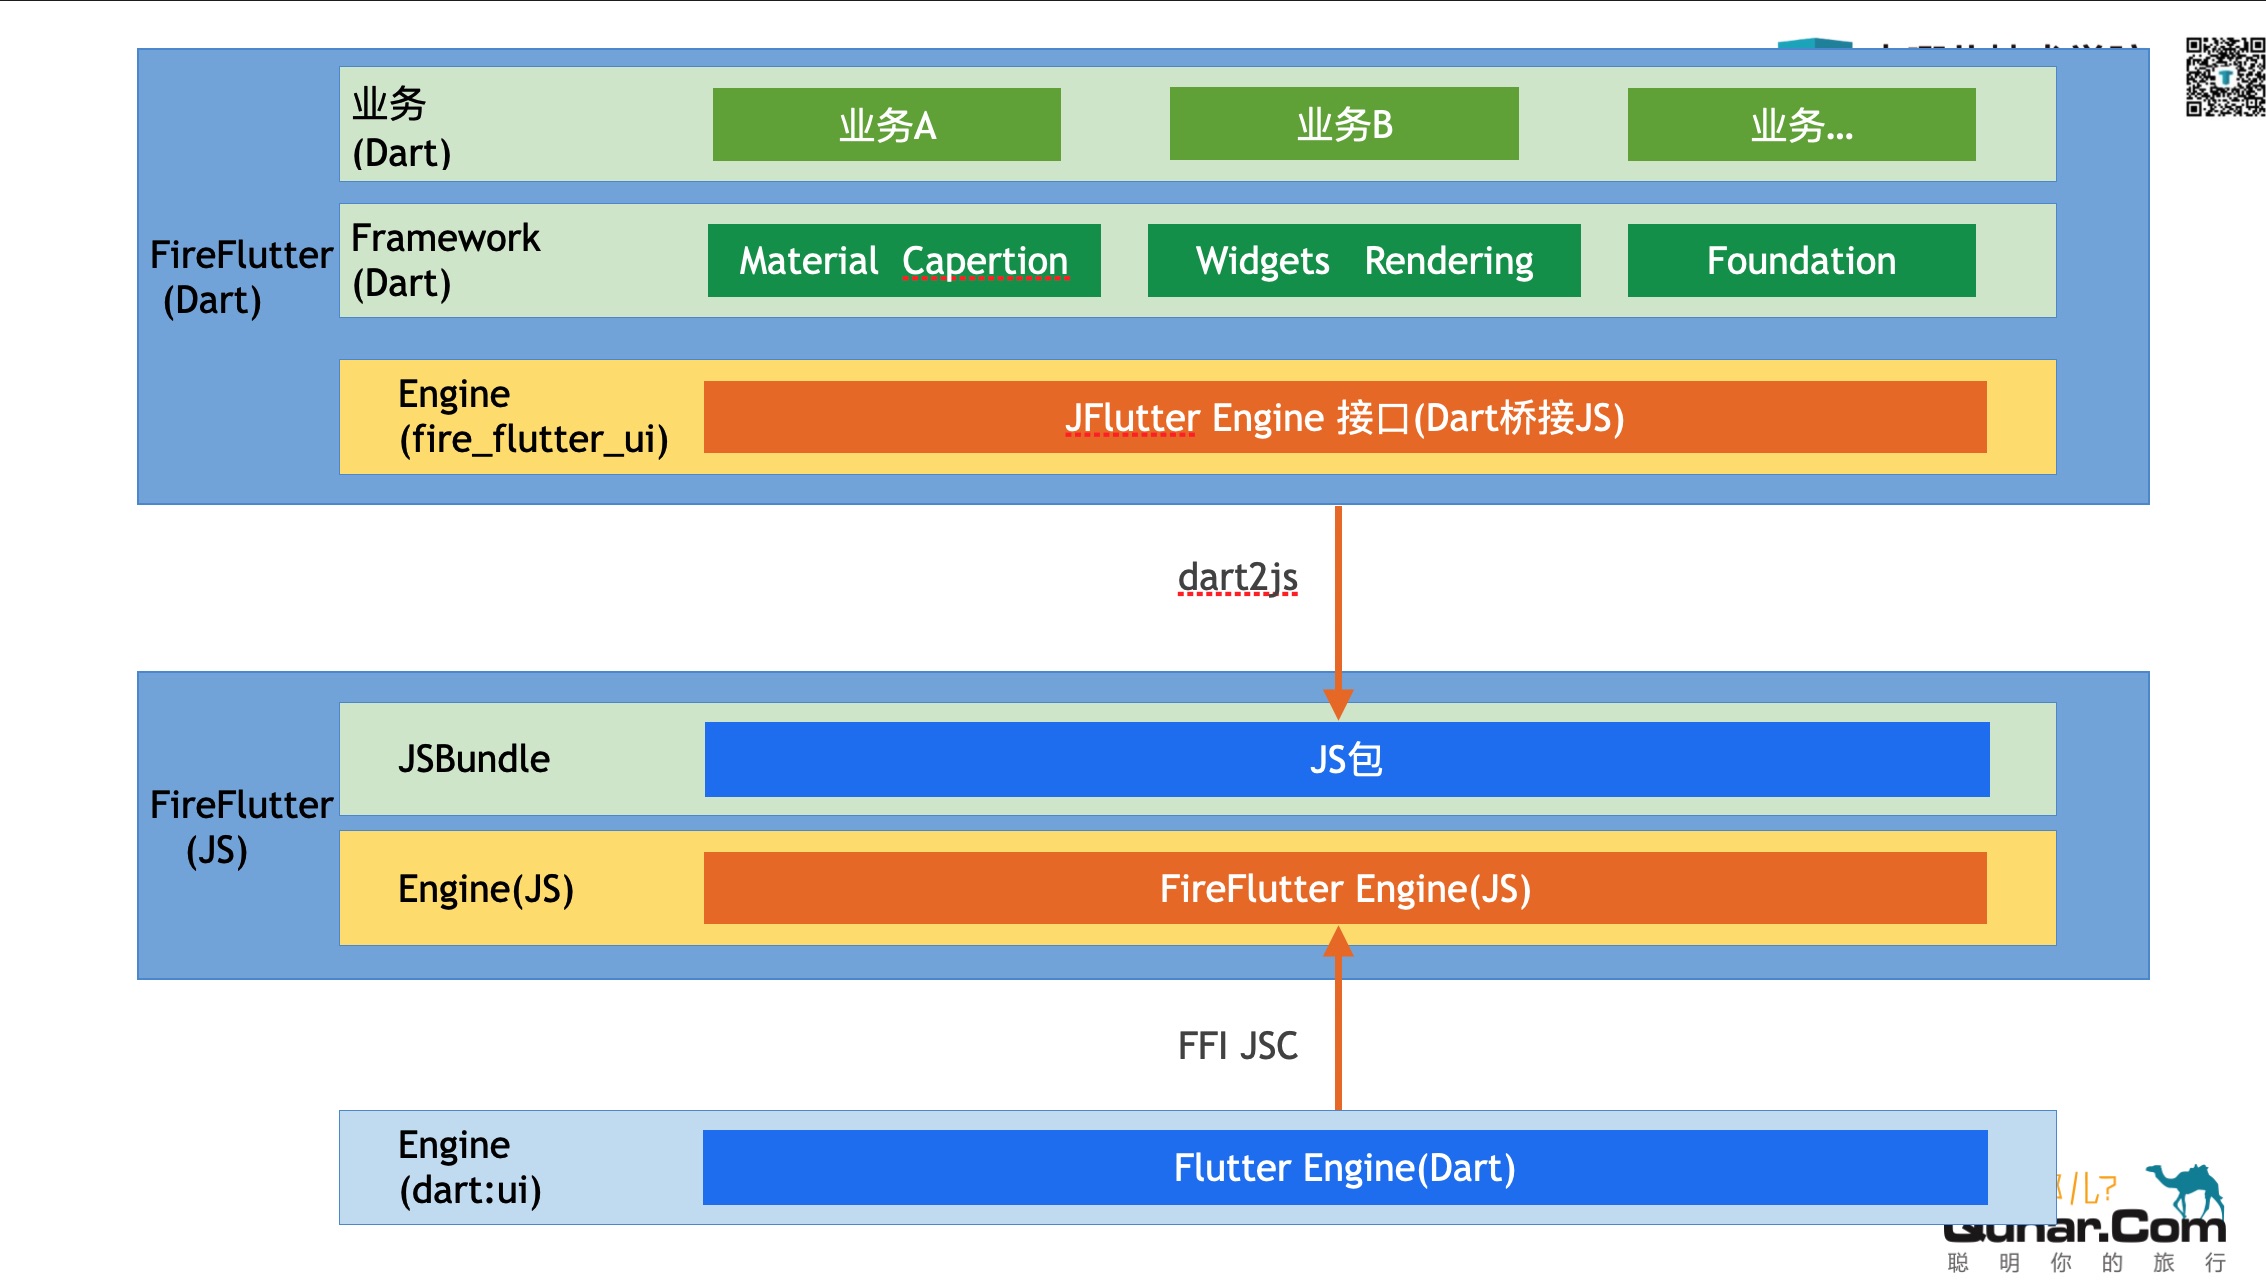 业务
(Dart)
业务A
业务B
业务...
FireFlutter
(Dart)
Framework
(Dart)
Material Capertion
Widgets Rendering
Foundation
Engine
(fire_flutter_ui)
JFlutter Engine 接口(Dart桥接JS)
dart2js
FireFlutter
(JS)
JSBundle
JS包
Engine(JS)
FireFlutter Engine(JS)
FFI JSC
Engine
(dart:ui)
Flutter Engine(Dart)
儿?
Qunar.Com
聪明你的旅行